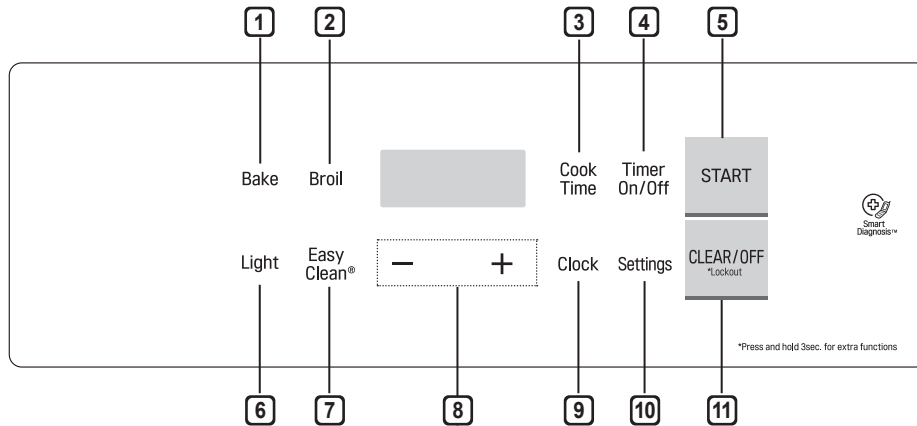 1 2 3 4 5
Bake Broil
Cook
Time
Timer
On/Off
START
Smart
Diagnosis™
Light
Easy
Clean®
− +
Clock Settings
CLEAR/OFF
*Lockout
*Press and hold 3sec. for extra functions
6 7 8 9 10 11